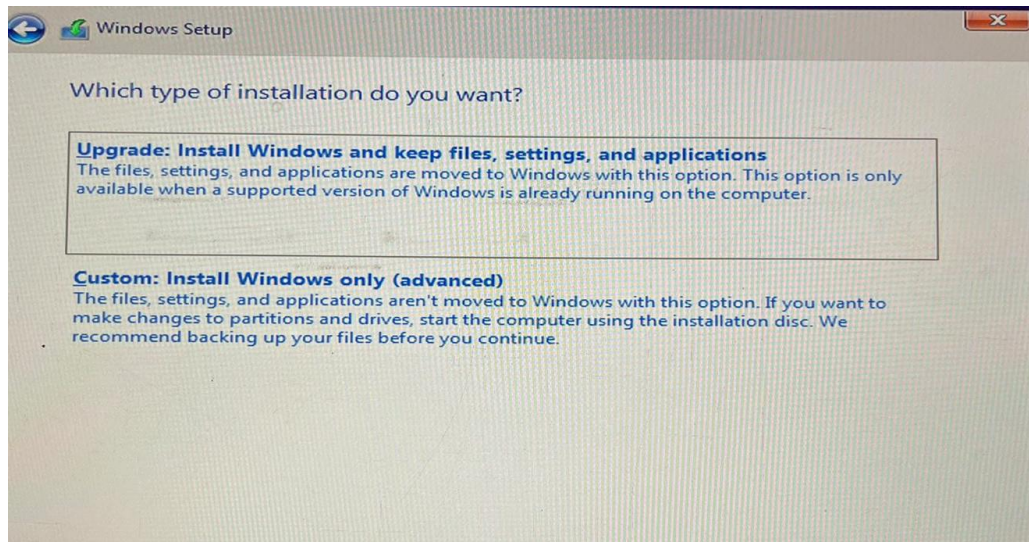 Windows Setup
Which type of installation do you want?
Upgrade: Install Windows and keep files, settings, and applications
The files, settings, and applications are moved to Windows with this option. This option is only
available when a supported version of Windows is already running on the computer.
Custom: Install Windows only (advanced)
The files, settings, and applications aren't moved to Windows with this option. If you want to
make changes to partitions and drives, start the computer using the installation disc. We
recommend backing up your files before you continue.